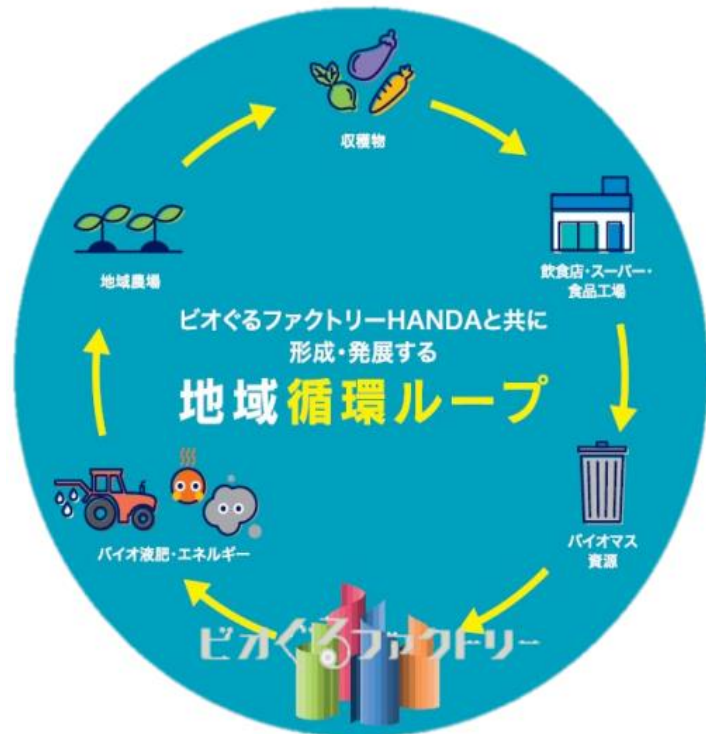 収穫物
飲食店・スーパー・
食品工場
地域農場
ビオぐるファクトリーHANDAと共に
形成・発展する
地域循環ループ
バイオマス
資源
バイオ液肥・エネルギー
ビオぐるファクトリー